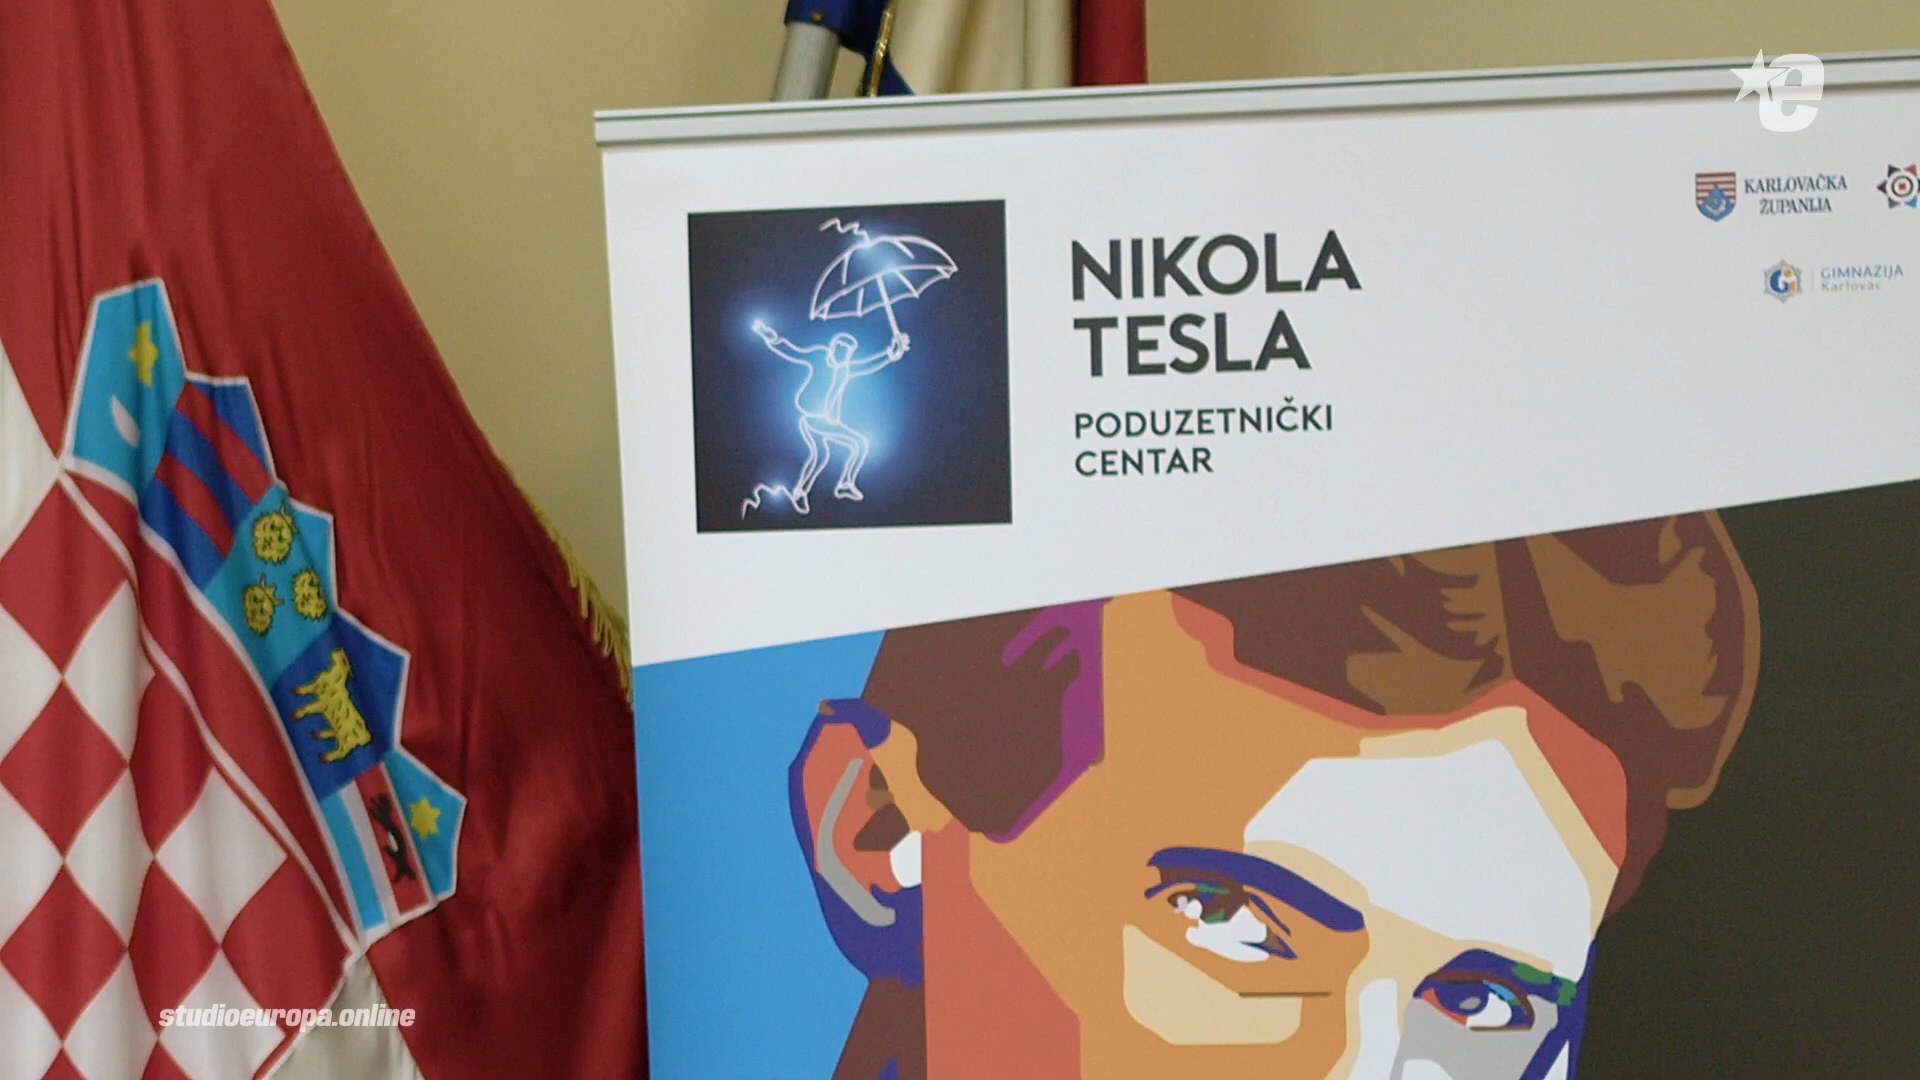 e
NIKOLA
TESLA
PODUZETNIČKI
CENTAR
KARLOVAČKA
ŽUPANIJA
GIMNAZIJA
Karlovac
studioeuropa.online